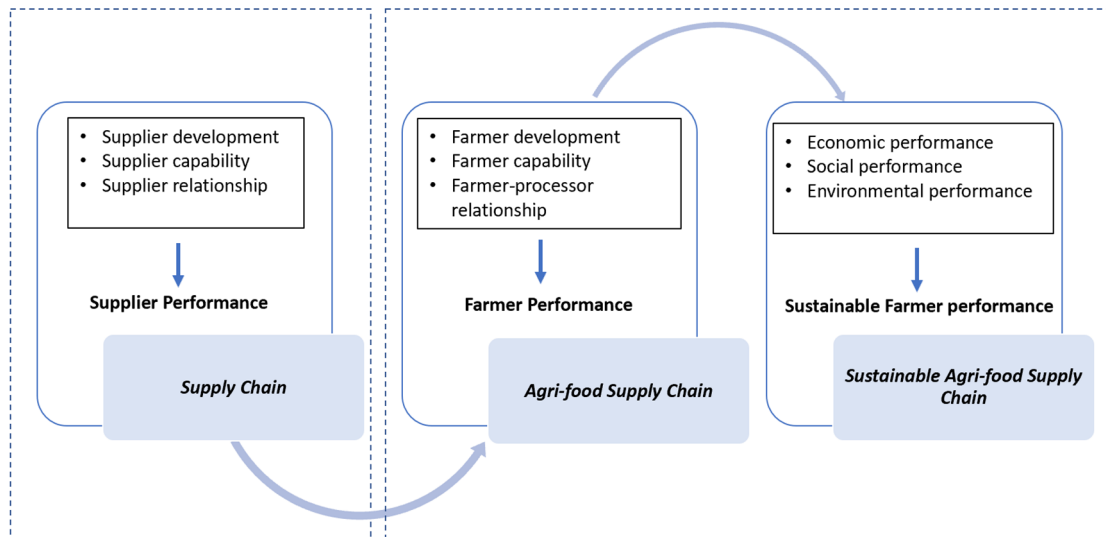 • Supplier development
• Supplier capability
• Supplier relationship
Supplier Performance
Supply Chain
• Farmer development
• Farmer capability
• Farmer-processor
relationship
Farmer Performance
Agri-food Supply Chain
• Economic performance
• Social performance
• Environmental performance
Sustainable Farmer performance
Sustainable Agri-food Supply
Chain